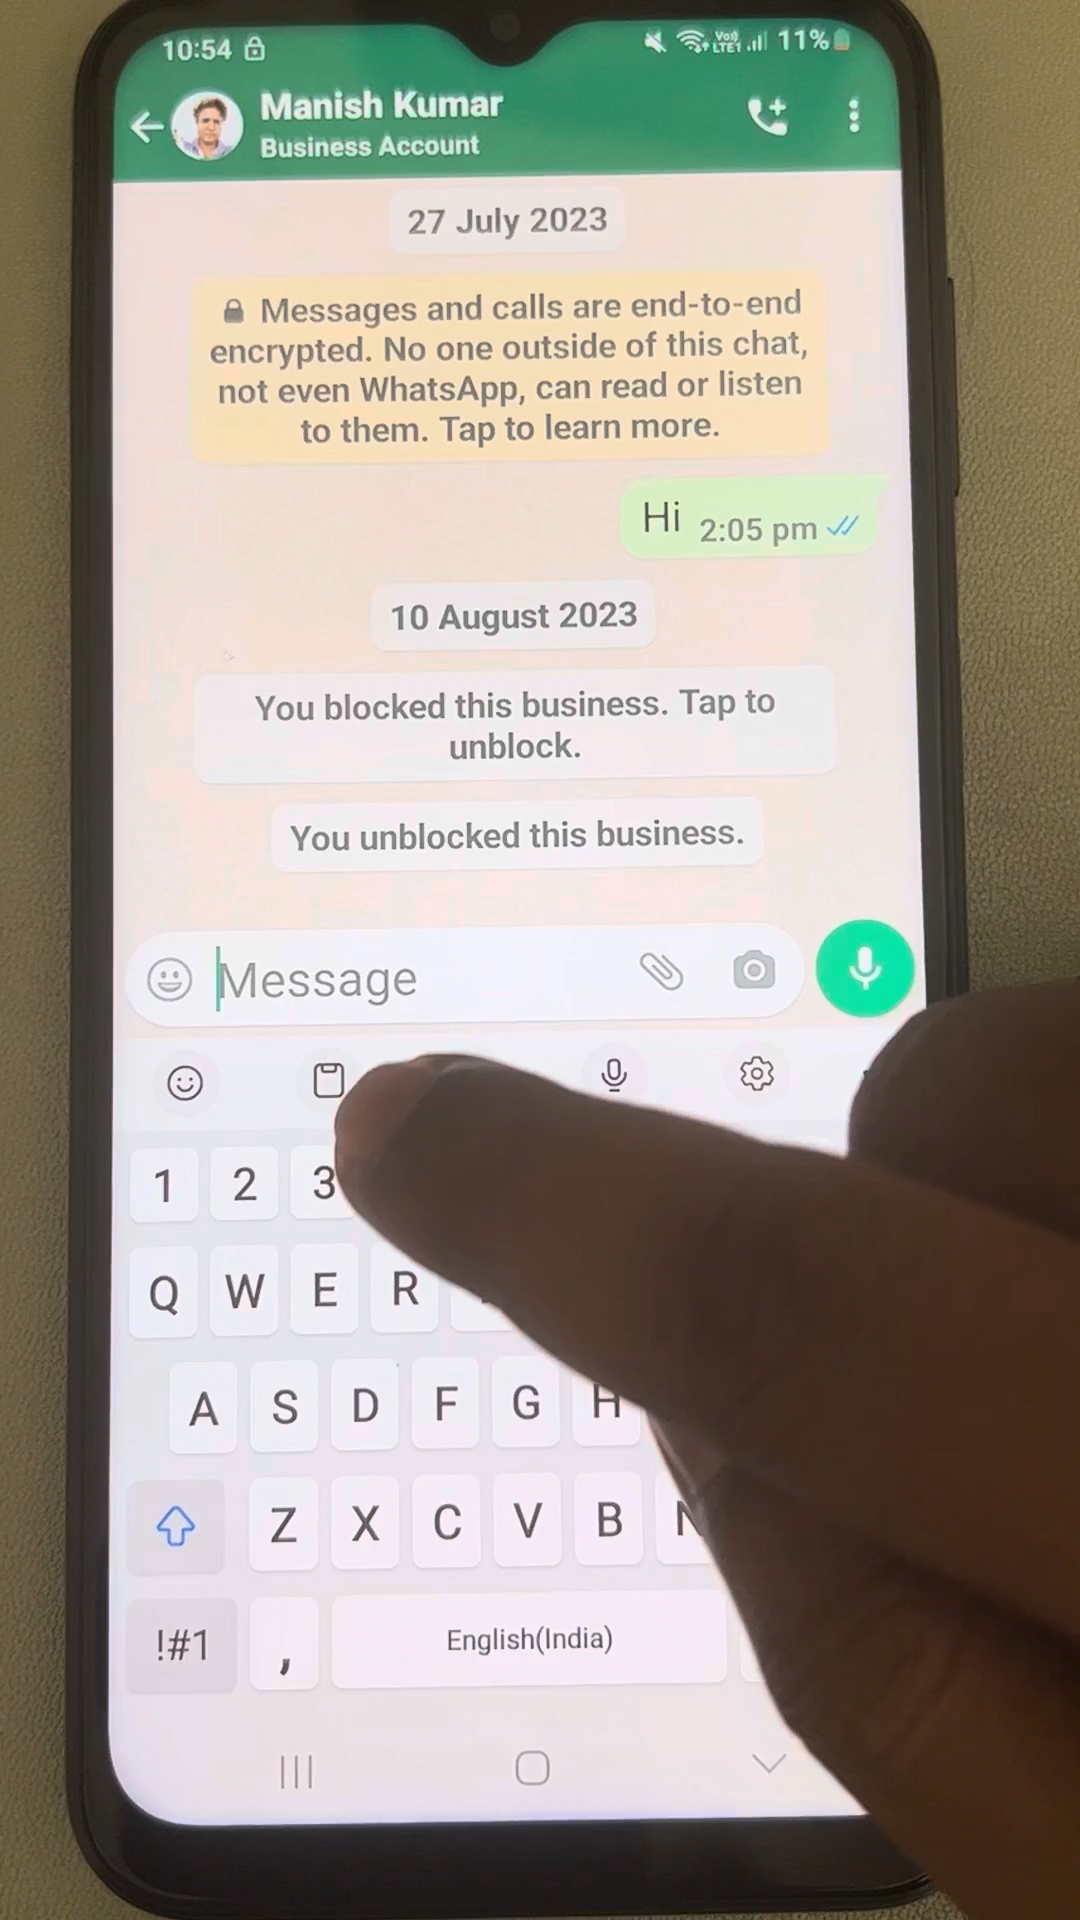 10:54
Vo))
LTE1
11%
Manish Kumar
Business Account
27 July 2023
Messages and calls are end-to-end
encrypted. No one outside of this chat,
not even WhatsApp, can read or listen
to them. Tap to learn more.
Hi 2:05 pm
10 August 2023
You blocked this business. Tap to
unblock.
You unblocked this business.
Message
1 2 3
Q W E R
A S D F G H
Z X C V B N
!#1 , English(India)